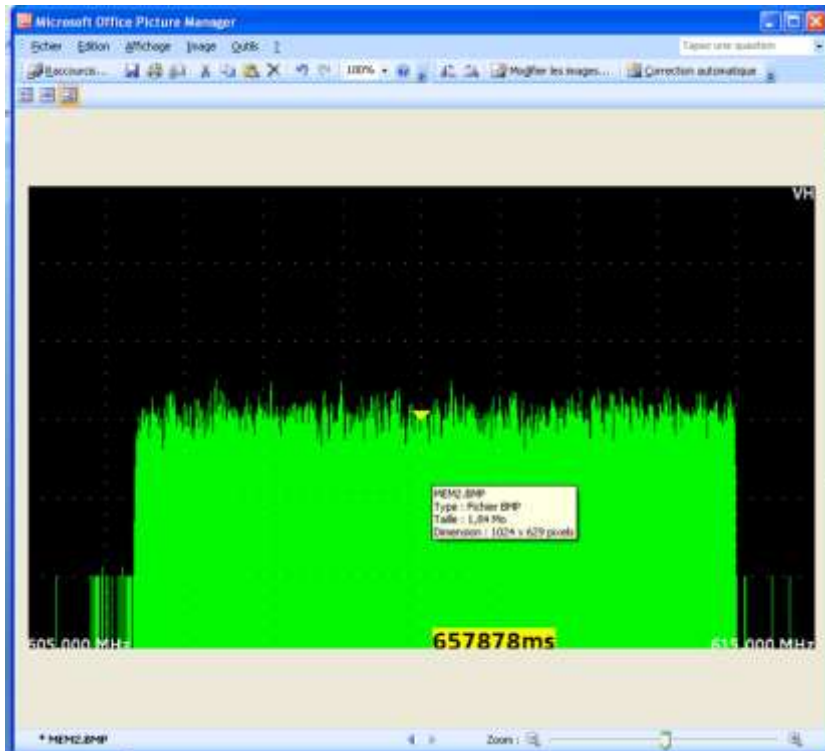 Microsoft Office Picture Manager
Fichier Edition Affichage Image Outils ?
Tapez une question
Raccourcis... 100% Modifier les images... Correction automatique
VH
MEM2.BMP
Type : Fichier BMP
Taille : 1,84 Mo
Dimension : 1024 x 629 pixels
605.000 MHz 657878ms 615.000 MHz
* MEM2.BMP Zoom :